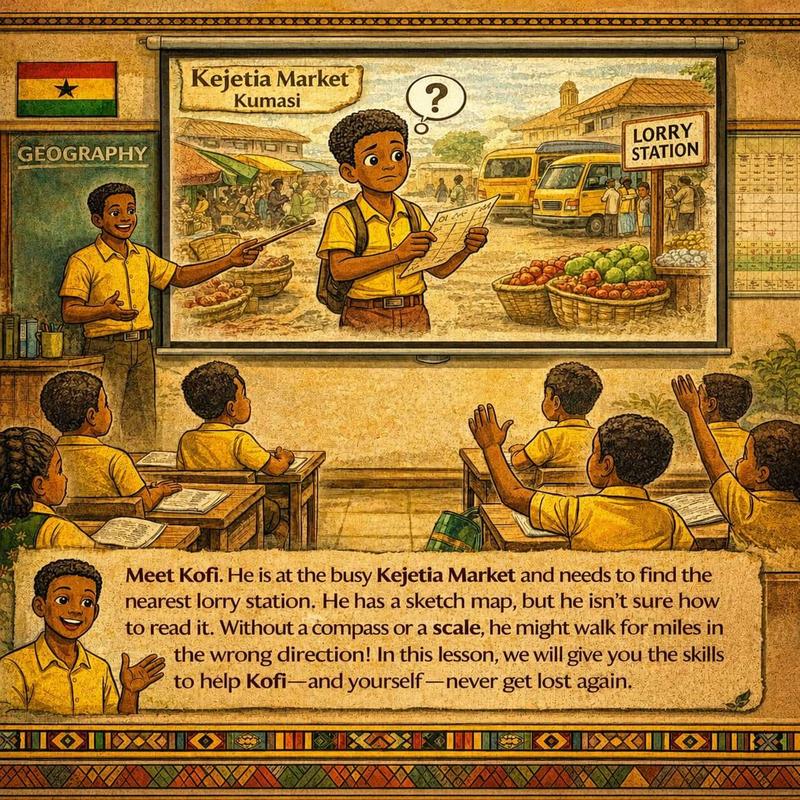 Kejetia Market
Kumasi
?
GEOGRAPHY
LORRY
STATION
Meet Kofi. He is at the busy Kejetia Market and needs to find the
nearest lorry station. He has a sketch map, but he isn't sure how
to read it. Without a compass or a scale, he might walk for miles in
the wrong direction! In this lesson, we will give you the skills
to help Kofi—and yourself—never get lost again.